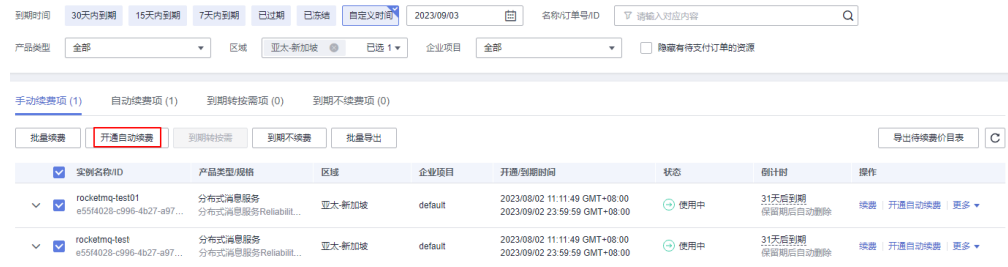 到期时间 30天内到期 15天内到期 7天内到期 已过期 已冻结 自定义时间 2023/09/03 名称/订单号/ID 请输入对应内容
产品类型 全部 区域 亚太-新加坡 已选 1 企业项目 全部 隐藏有待支付订单的资源
手动续费项 (1) 自动续费项 (1) 到期转按需项 (0) 到期不续费项 (0)
批量续费 开通自动续费 到期转按需 到期不续费 批量导出 导出待续费价目表
实例名称/ID 产品类型/规格 区域 企业项目 开通/到期时间 状态 倒计时 操作
rocketmq-test01 分布式消息服务 亚太-新加坡 default 2023/08/02 11:11:49 GMT+08:00 使用中 31天后到期 续费 开通自动续费 更多
e55f4028-c996-4b27-a97... 分布式消息服务Reliabilit... 2023/09/02 23:59:59 GMT+08:00 保留期后自动删除
rocketmq-test 分布式消息服务 亚太-新加坡 default 2023/08/02 11:11:49 GMT+08:00 使用中 31天后到期 续费 开通自动续费 更多
e55f4028-c996-4b27-a97... 分布式消息服务Reliabilit... 2023/09/02 23:59:59 GMT+08:00 保留期后自动删除